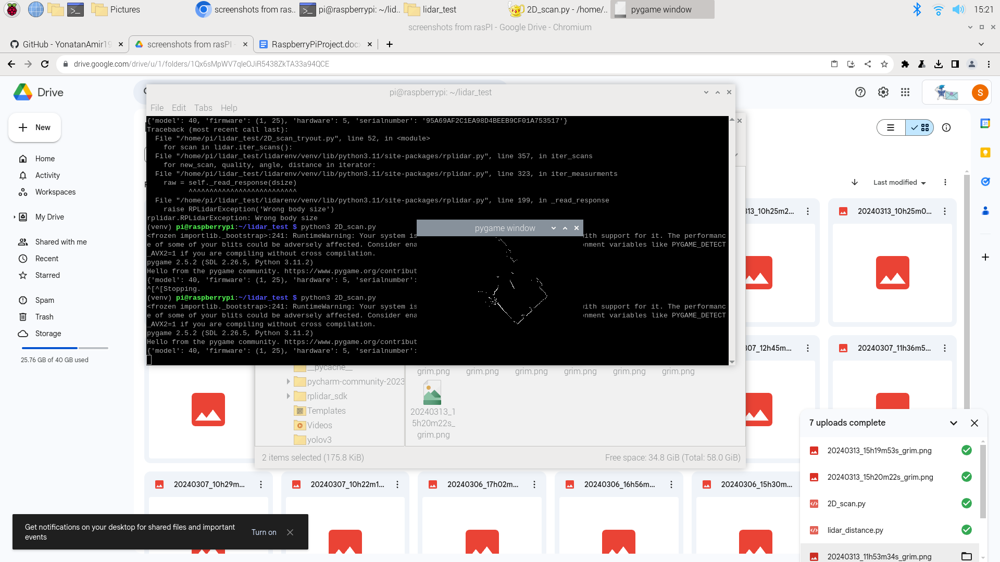 Pictures
screenshots from ras..
pi@raspberrypi: ~/lid..
lidar_test
2D_scan.py - /home/..
pygame window
15:21
screenshots from rasPI - Google Drive - Chromium
GitHub - YonatanAmir19
screenshots from rasPI -
RaspberryPiProject.docx
drive.google.com/drive/u/1/folders/1Qx6sMpWV7qleOJiR5438ZkTA33a94QCE
Drive
S
New
Home
Activity
Workspaces
My Drive
Shared with me
Recent
Starred
Spam
Trash
Storage
25.76 GB of 40 GB used
pi@raspberrypi: ~/lidar_test
File Edit Tabs Help
{'model': 40, 'firmware': (1, 25), 'hardware': 5, 'serialnumber': '95A69AF2C1EA98D4BEEB9CF01A753517'}
Traceback (most recent call last):
File "/home/pi/lidar_test/2D_scan_tryout.py", line 52, in <module>
for scan in lidar.iter_scans():
File "/home/pi/lidar_test/lidarenv/venv/lib/python3.11/site-packages/rplidar.py", line 357, in iter_scans
for new_scan, quality, angle, distance in iterator:
File "/home/pi/lidar_test/lidarenv/venv/lib/python3.11/site-packages/rplidar.py", line 323, in iter_measurments
raw = self._read_response(dsize)
^^^^^^^^^^^^^^^^^^^^^^^^^^
File "/home/pi/lidar_test/lidarenv/venv/lib/python3.11/site-packages/rplidar.py", line 199, in _read_response
raise RPLidarException('Wrong body size')
rplidar.RPLidarException: Wrong body size
(venv) pi@raspberrypi:~/lidar_test $ python3 2D_scan.py
<frozen importlib._bootstrap>:241: RuntimeWarning: Your system is with support for it. The performanc
e of some of your blits could be adversely affected. Consider ena onment variables like PYGAME_DETECT
_AVX2=1 if you are compiling without cross compilation.
pygame 2.5.2 (SDL 2.26.5, Python 3.11.2)
Hello from the pygame community. https://www.pygame.org/contribut
{'model': 40, 'firmware': (1, 25), 'hardware': 5, 'serialnumber':
^[^[Stopping.
(venv) pi@raspberrypi:~/lidar_test $ python3 2D_scan.py
<frozen importlib._bootstrap>:241: RuntimeWarning: Your system is with support for it. The performanc
e of some of your blits could be adversely affected. Consider ena onment variables like PYGAME_DETECT
_AVX2=1 if you are compiling without cross compilation.
pygame 2.5.2 (SDL 2.26.5, Python 3.11.2)
Hello from the pygame community. https://www.pygame.org/contribut
{'model': 40, 'firmware': (1, 25), 'hardware': 5, 'serialnumber':
pygame window
__pycache__
pycharm-community-2023
rplidar_sdk
Templates
Videos
yolov3
grim.png grim.png grim.png grim.png grim.png grim.png
20240313_1
5h20m22s_
grim.png
2 items selected (175.8 KiB)
Free space: 34.8 GiB (Total: 58.0 GiB)
Last modified
313_10h25m2...
20240313_10h25m0...
307_12h45m...
20240307_11h36m5...
20240307_10h29m...
20240307_10h22m1...
20240306_17h02m...
20240306_16h56m...
20240306_15h30m...
31
7 uploads complete
20240313_15h19m53s_grim.png
20240313_15h20m22s_grim.png
2D_scan.py
lidar_distance.py
20240313_11h53m34s_grim.png
Get notifications on your desktop for shared files and important
events
Turn on